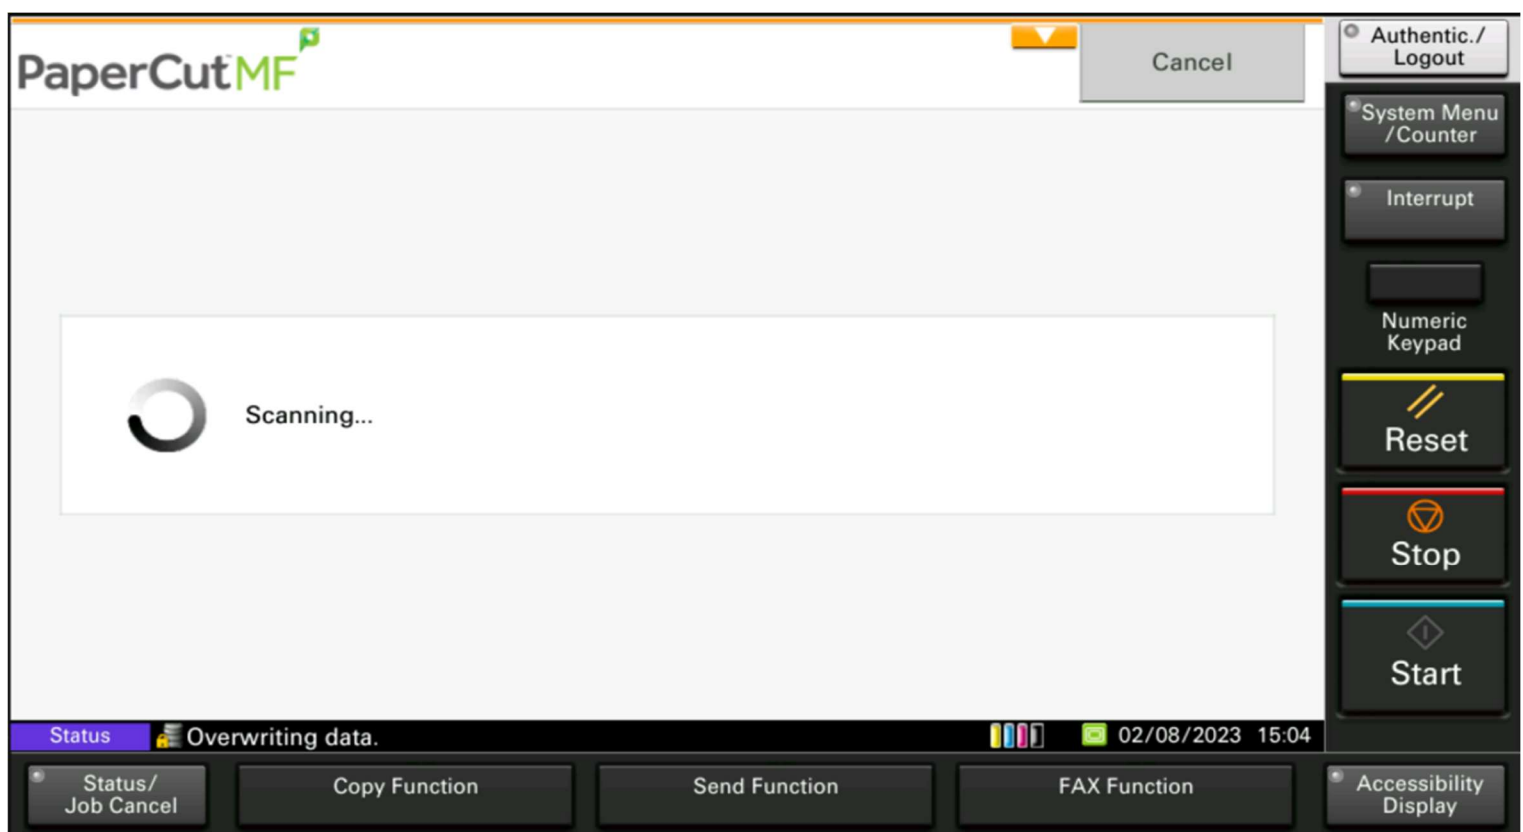 PaperCut MF
Cancel
Authentic./
Logout
System Menu
/Counter
Interrupt
Numeric
Keypad
Scanning...
Reset
Stop
Start
Status
Overwriting data.
02/08/2023 15:04
Status/
Job Cancel
Copy Function
Send Function
FAX Function
Accessibility
Display